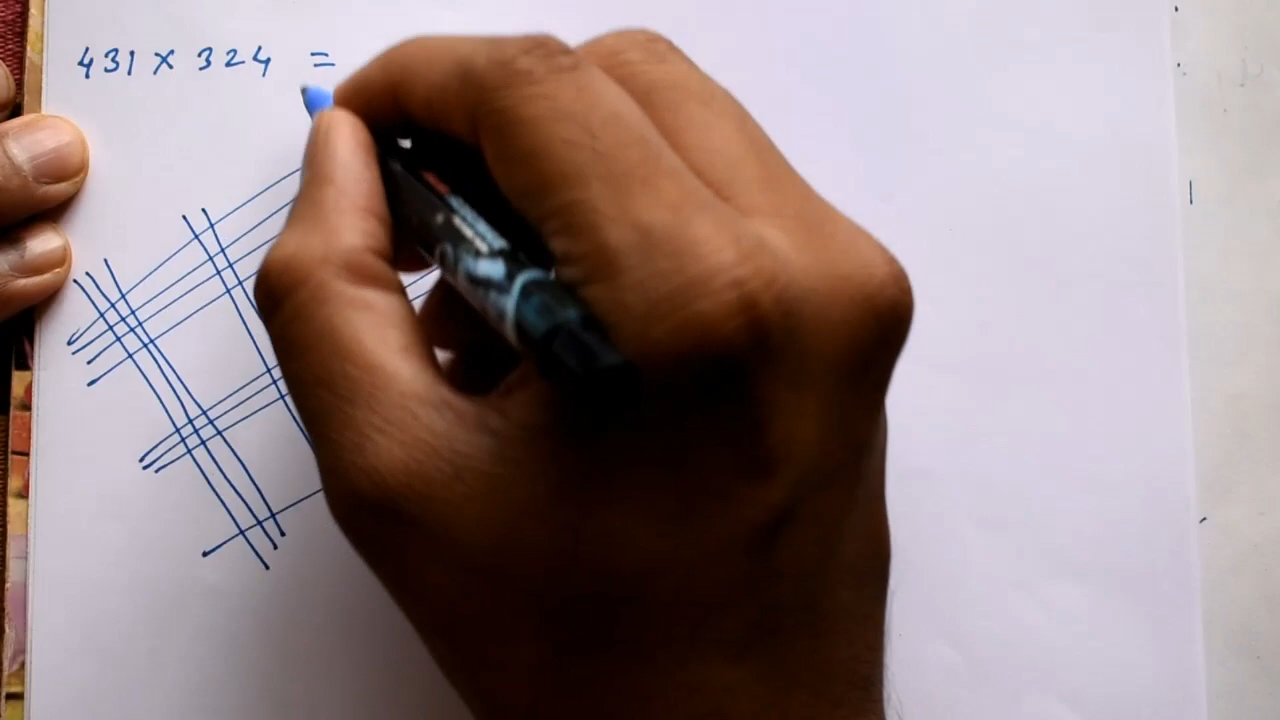 431 × 324 =